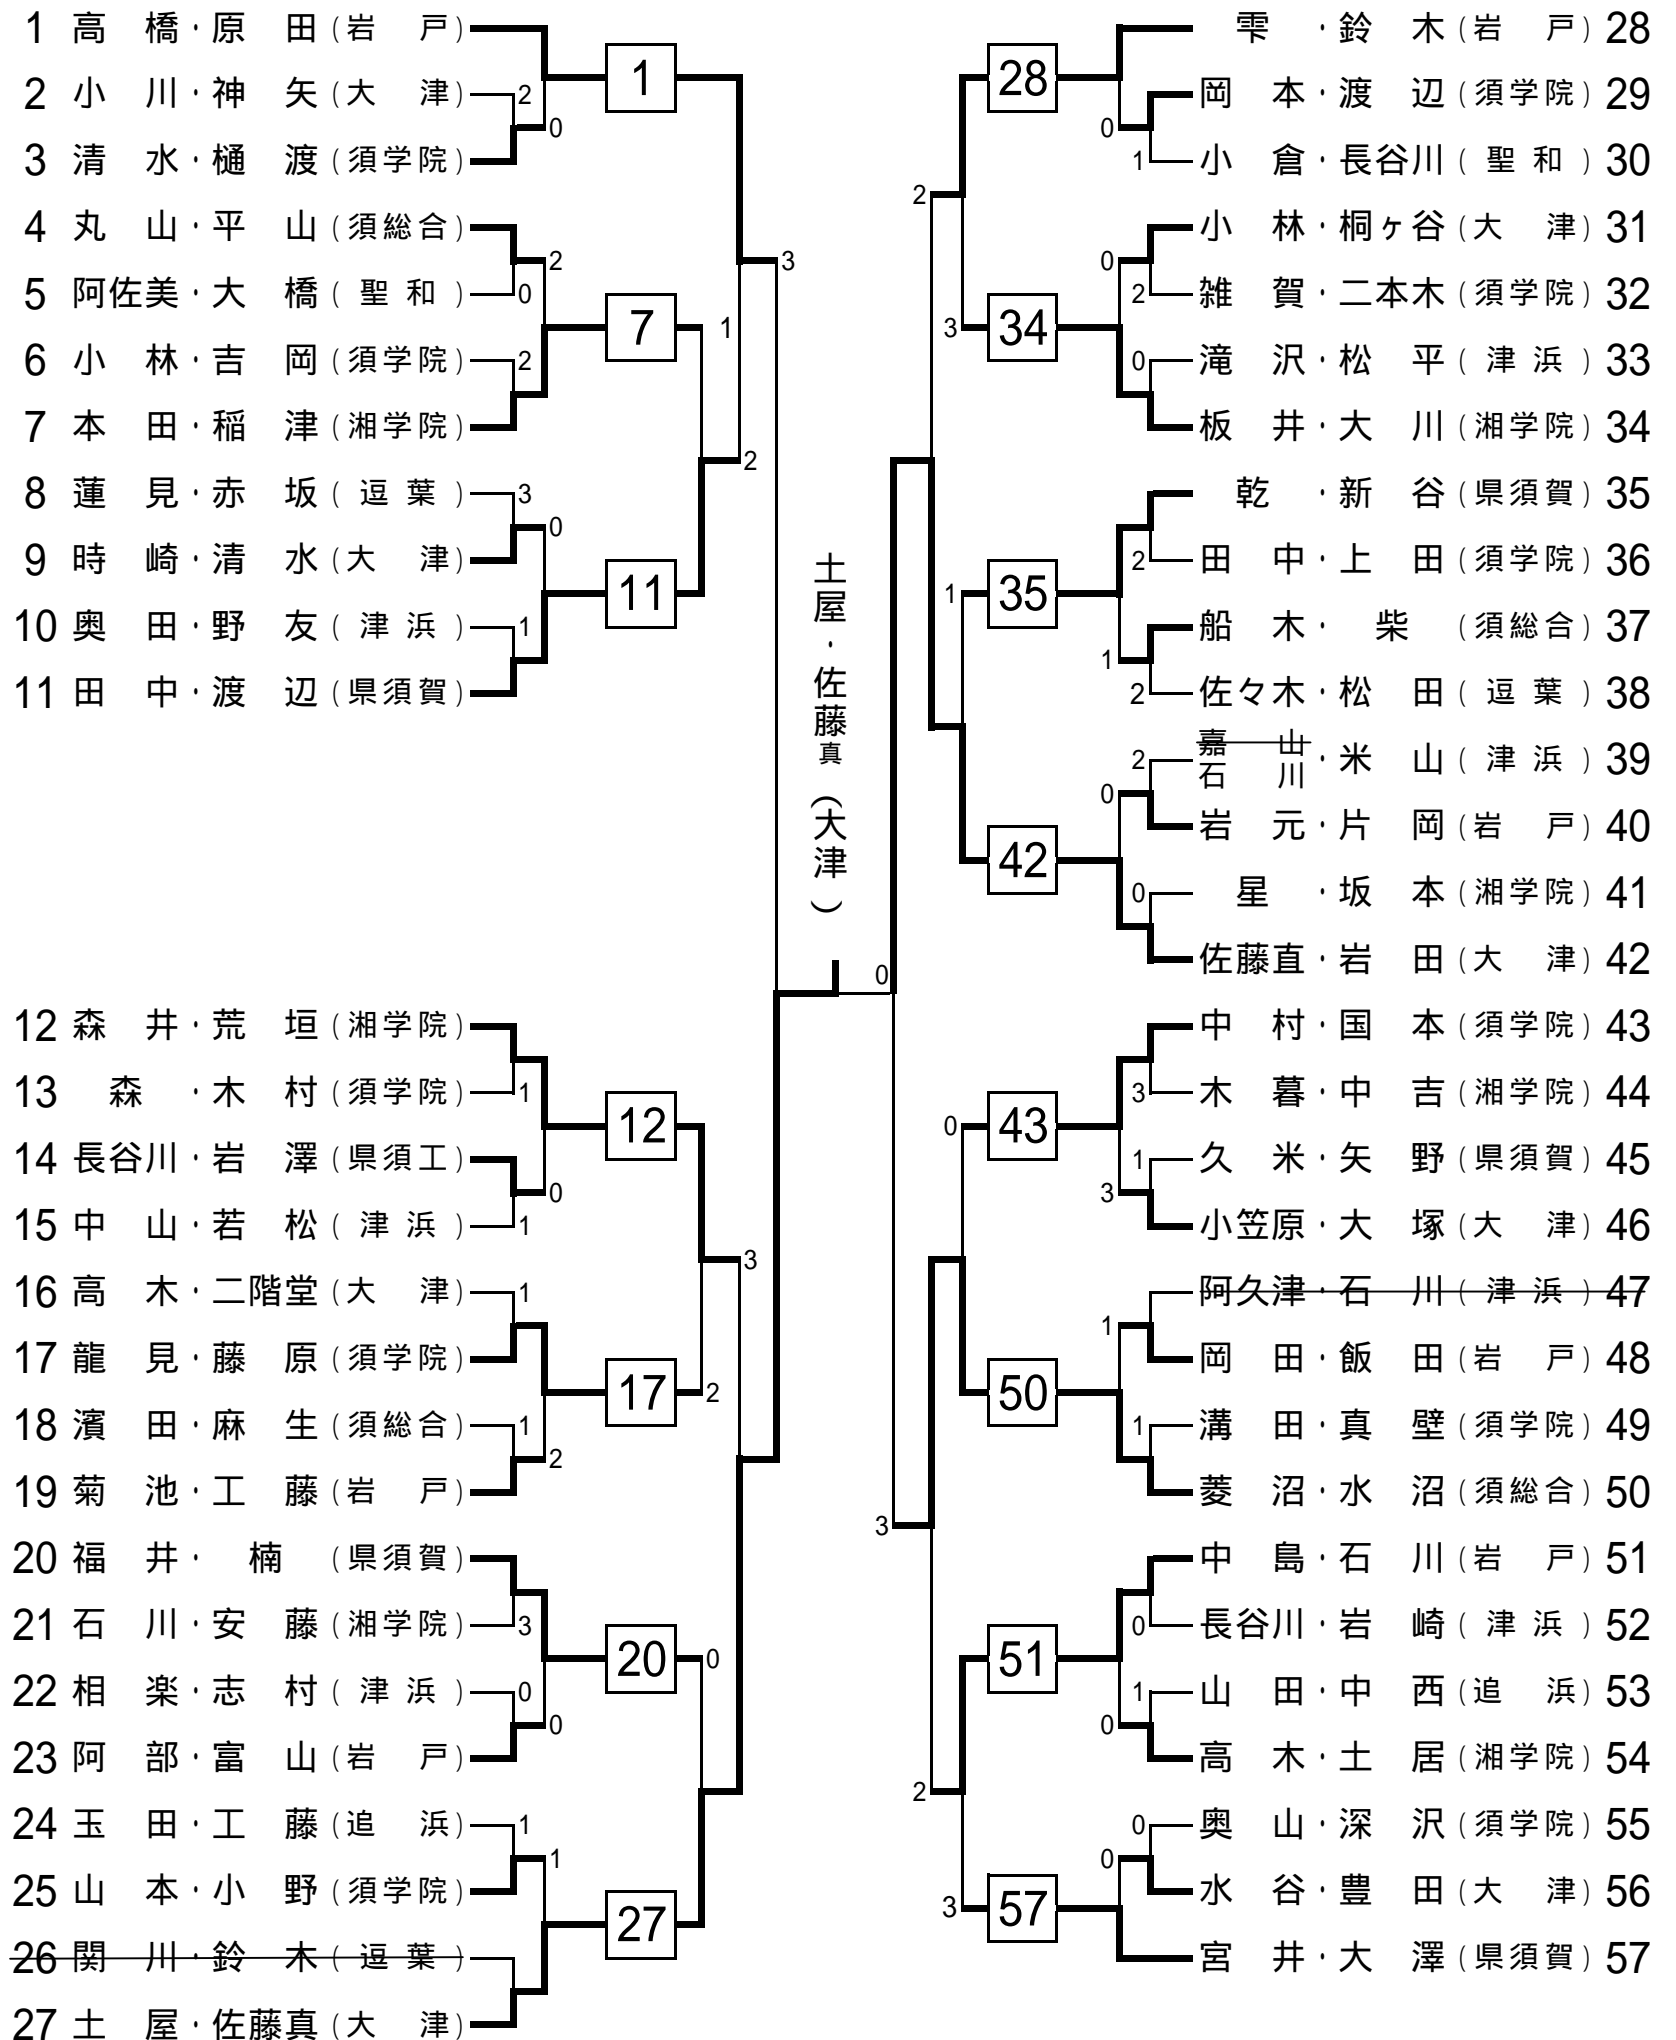 1 高橋・原田(岩戸)
2 小川・神矢(大津)
2
0
3 清水・樋渡(須学院)
1
4 丸山・平山(須総合)
2
5 阿佐美・大橋(聖和)
0
6 小林・吉岡(須学院)
2
7 本田・稲津(湘学院)
7
1
3
8 蓮見・赤坂(逗葉)
3
0
9 時崎・清水(大津)
10 奥田・野友(津浜)
1
11 田中・渡辺(県須賀)
11
2
12 森井・荒垣(湘学院)
13 森・木村(須学院)
1
14 長谷川・岩澤(県須工)
0
15 中山・若松(津浜)
1
12
3
16 高木・二階堂(大津)
1
17 龍見・藤原(須学院)
18 濱田・麻生(須総合)
1
2
19 菊池・工藤(岩戸)
17
2
20 福井・楠(県須賀)
21 石川・安藤(湘学院)
3
22 相楽・志村(津浜)
0
0
23 阿部・富山(岩戸)
20
0
24 玉田・工藤(追浜)
1
1
25 山本・小野(須学院)
26 関川・鈴木(逗葉)
27 土屋・佐藤真(大津)
27
土屋・佐藤真(大津)
0
雫・鈴木(岩戸) 28
岡本・渡辺(須学院) 29
0
1
小倉・長谷川(聖和) 30
28
2
小林・桐ヶ谷(大津) 31
0
2
雑賀・二本木(須学院) 32
0
滝沢・松平(津浜) 33
板井・大川(湘学院) 34
34
3
乾・新谷(県須賀) 35
2
田中・上田(須学院) 36
船木・柴(須総合) 37
1
2
佐々木・松田(逗葉) 38
35
1
嘉山
石川・米山(津浜) 39
2
0
岩元・片岡(岩戸) 40
0
星・坂本(湘学院) 41
佐藤直・岩田(大津) 42
42
中村・国本(須学院) 43
3
木暮・中吉(湘学院) 44
1
久米・矢野(県須賀) 45
3
小笠原・大塚(大津) 46
43
0
阿久津・石川(津浜) 47
1
岡田・飯田(岩戸) 48
1
溝田・真壁(須学院) 49
菱沼・水沼(須総合) 50
50
3
中島・石川(岩戸) 51
0
長谷川・岩崎(津浜) 52
1
山田・中西(追浜) 53
0
高木・土居(湘学院) 54
51
2
0
奥山・深沢(須学院) 55
0
水谷・豊田(大津) 56
宮井・大澤(県須賀) 57
57
3